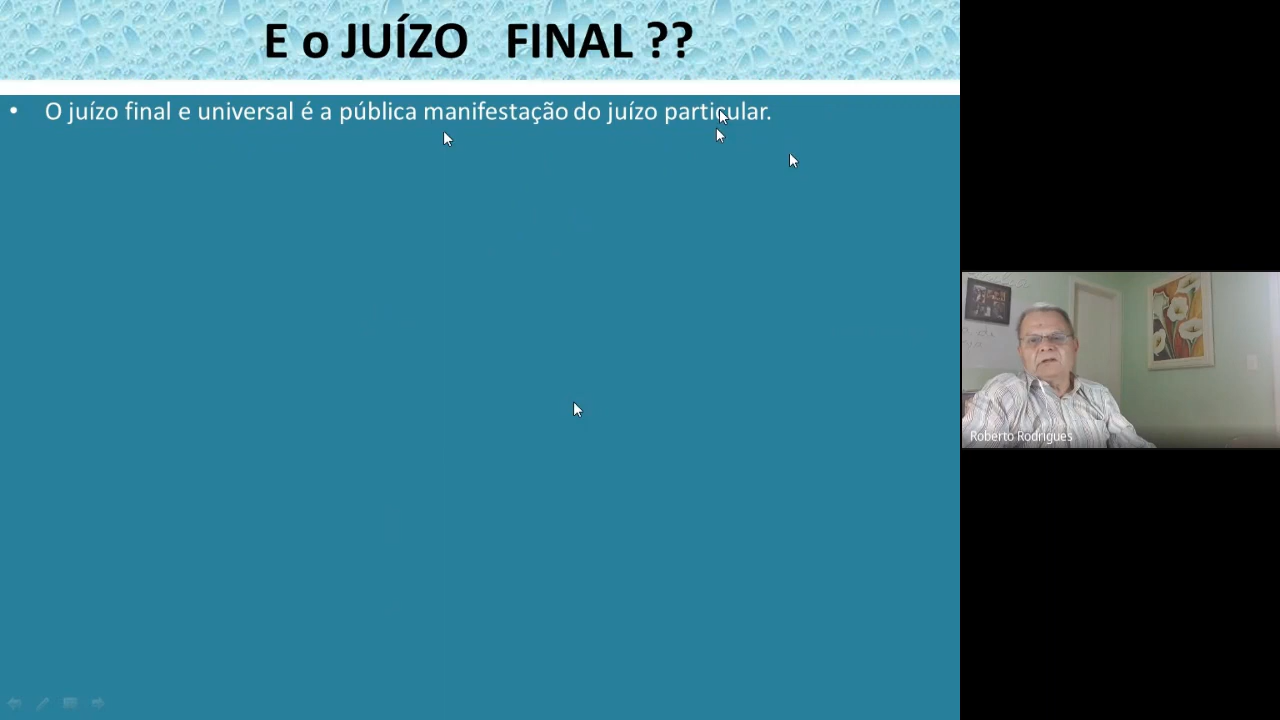 E o JUÍZO FINAL ??
• O juízo final e universal é a pública manifestação do juízo particular.
Roberto Rodrigues